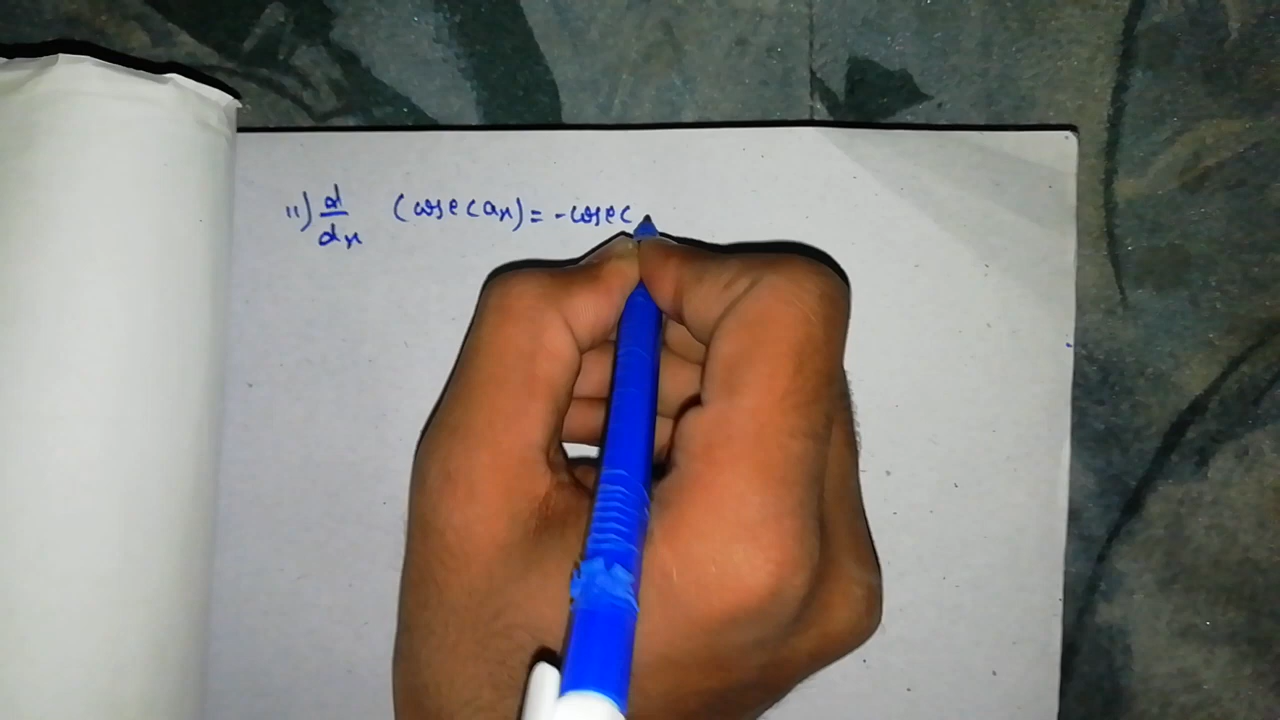 11) d/dx (cosec ax) = -cosec